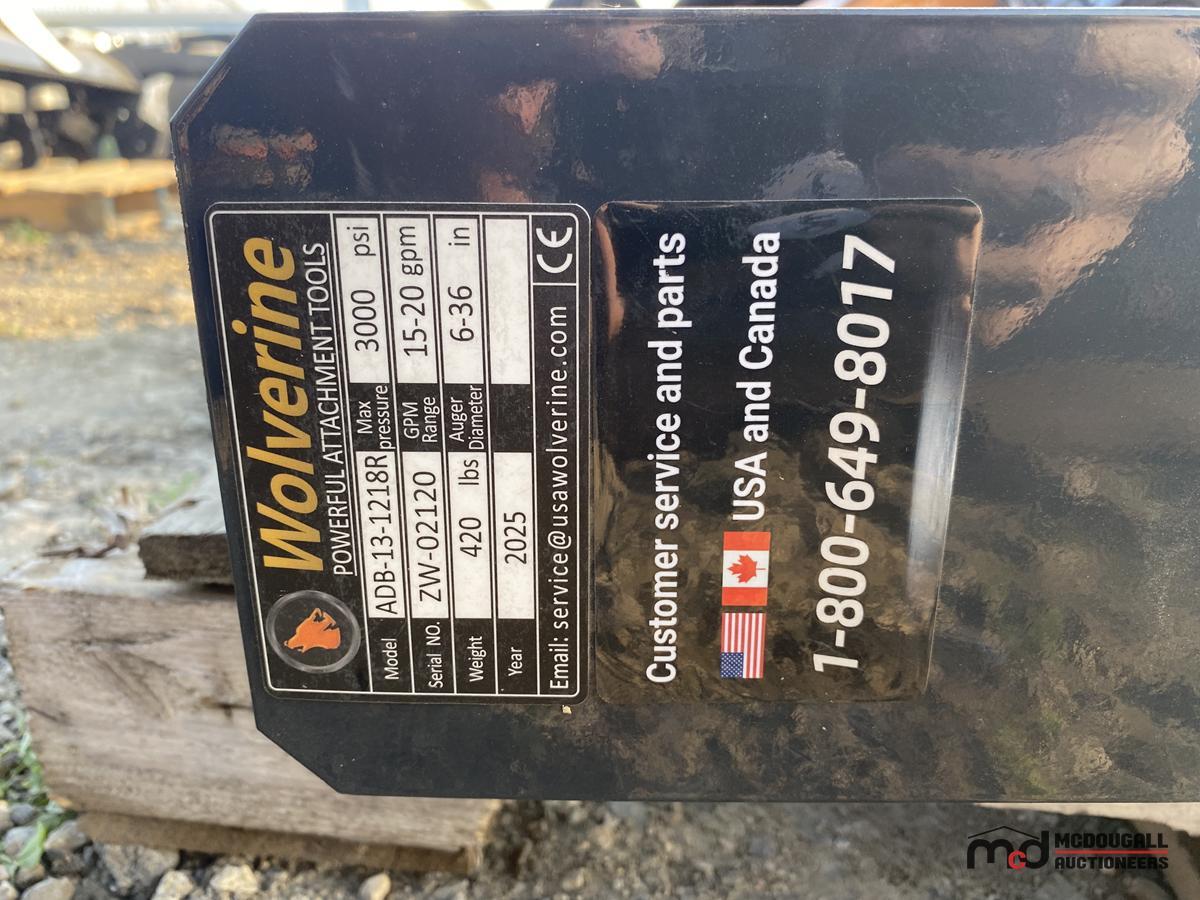 Wolverine
POWERFUL ATTACHMENT TOOLS
Model ADB-13-1218R Max pressure 3000 psi
Serial NO. ZW-02120 GPM Range 15-20 gpm
Weight 420 lbs Auger Diameter 6-36 in
Year 2025
Email: service@usawolverine.com CE
Customer service and parts
USA and Canada
1-800-649-8017
mcd MCDOUGALL
AUCTIONEERS